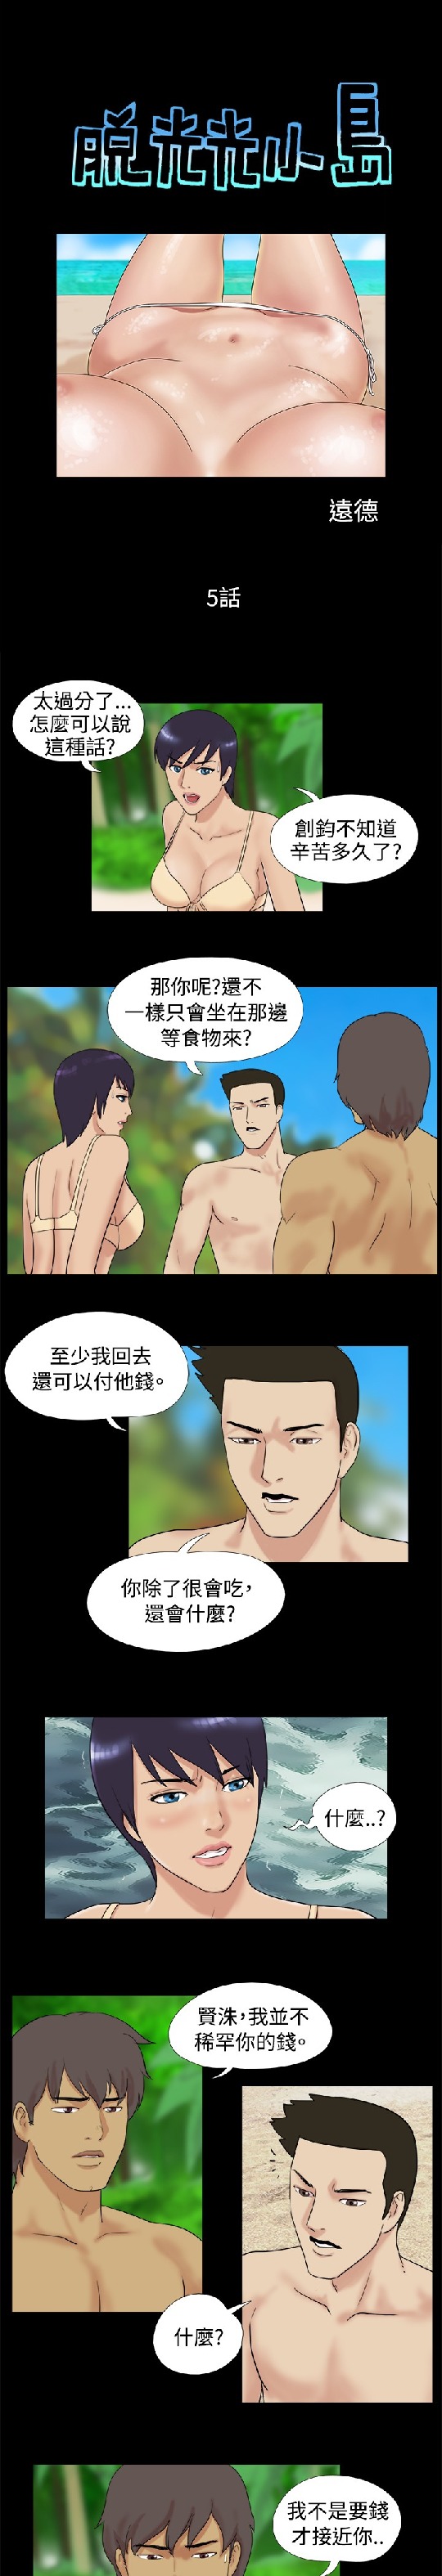 脫光光小島
遠德
5話
太過分了...
怎麼可以說
這種話?
創鈞不知道
辛苦多久了?
那你呢?還不
一樣只會坐在那邊
等食物來?
至少我回去
還可以付他錢。
你除了很會吃,
還會什麼?
什麼..?
賢洙,我並不
稀罕你的錢。
什麼?
我不是要錢
才接近你..